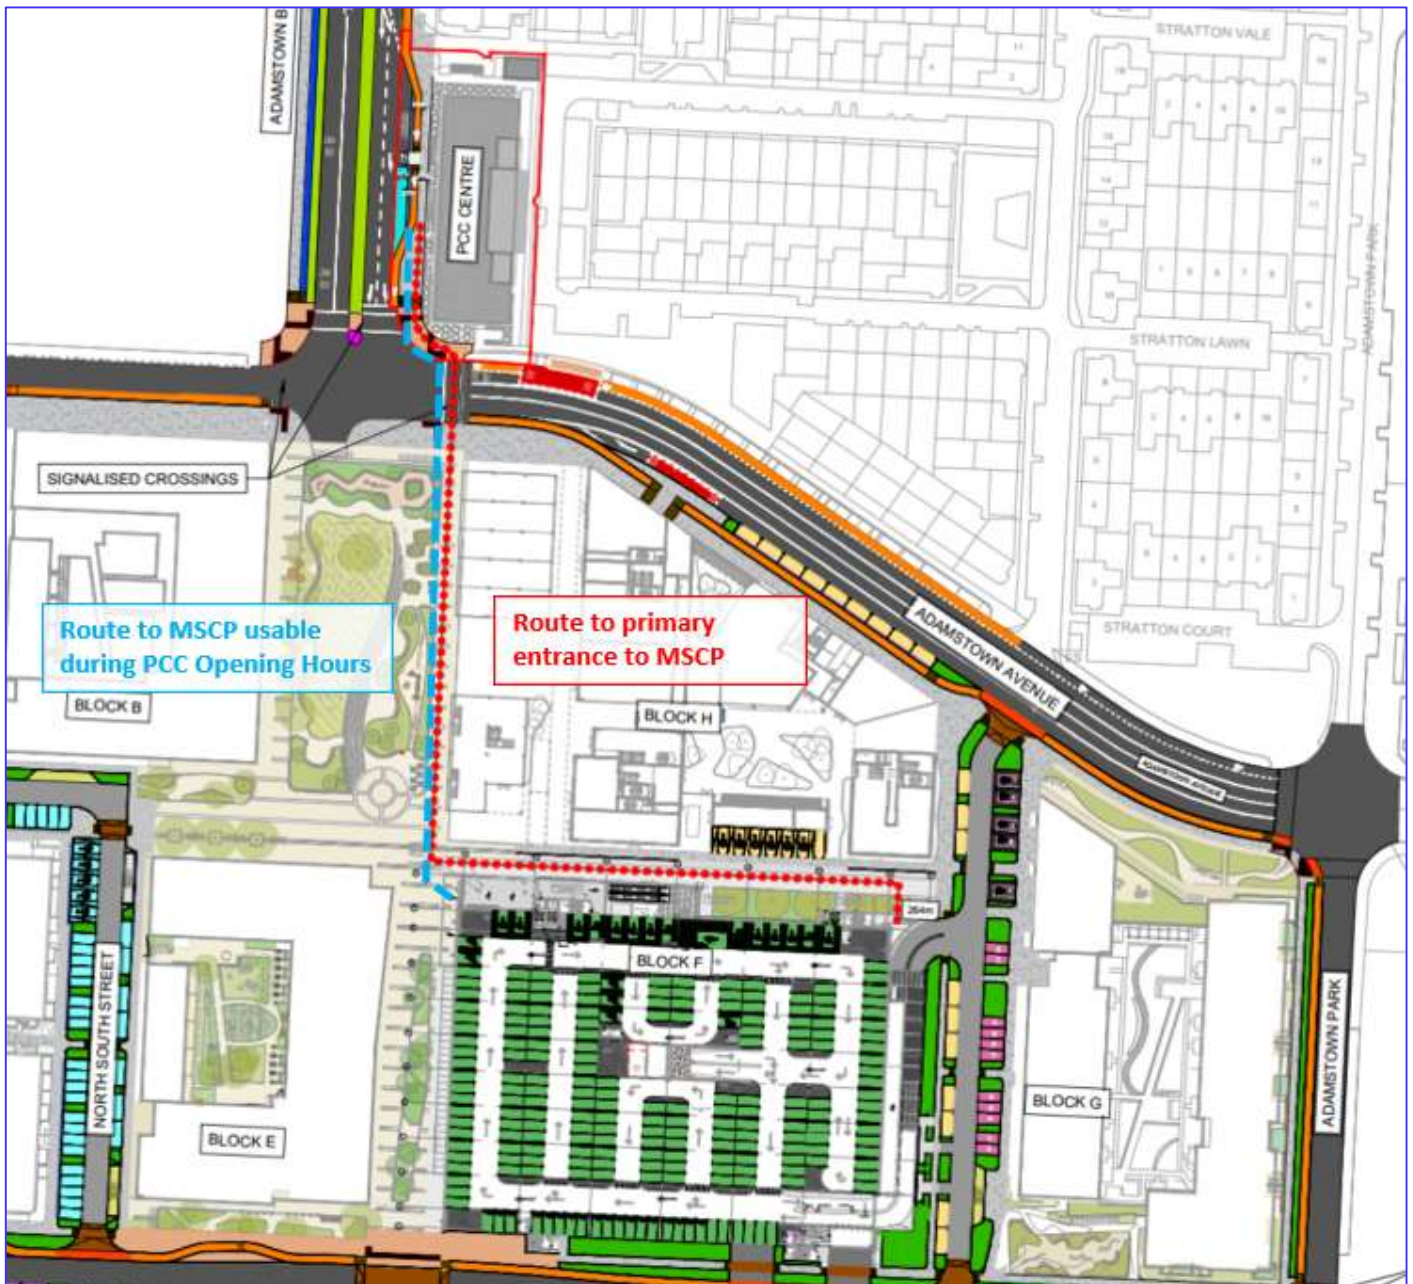 ADAMSTOWN B
STRATTON VALE
PCC CENTRE
ADAMSTOWN PARK
STRATTON LAWN
SIGNALISED CROSSINGS
Route to MSCP usable
during PCC Opening Hours
Route to primary
entrance to MSCP
STRATTON COURT
ADAMSTOWN AVENUE
BLOCK B
BLOCK H
ADAMSTOWN AVENUE
264m
BLOCK F
NORTH SOUTH STREET
ADAMSTOWN PARK
BLOCK G
BLOCK E